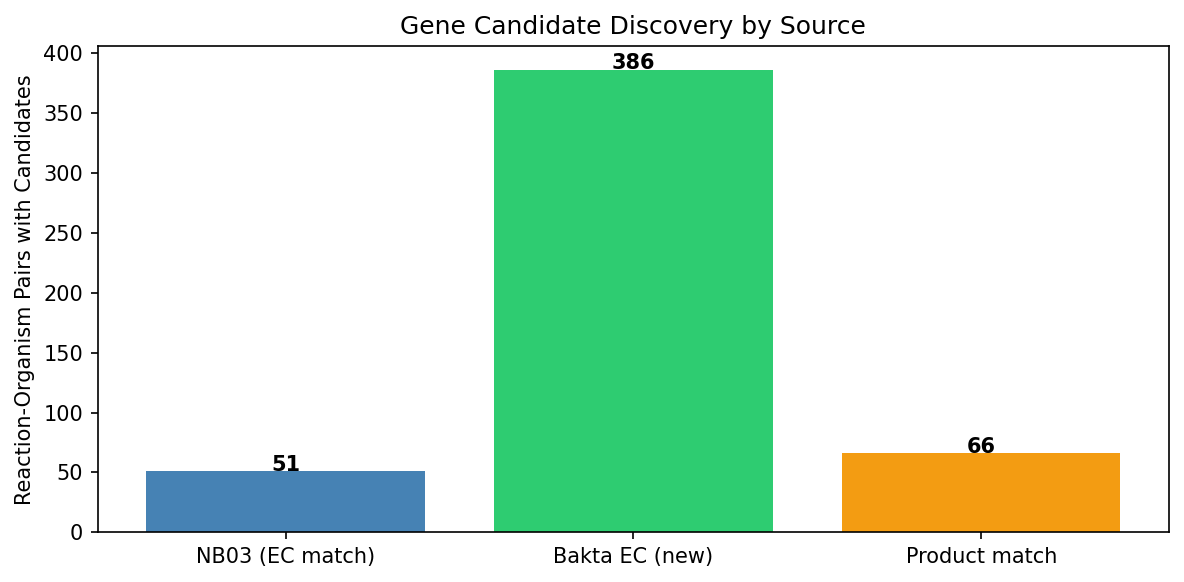 Gene Candidate Discovery by Source
Reaction-Organism Pairs with Candidates
400
350
300
250
200
150
100
50
0
51
386
66
NB03 (EC match)
Bakta EC (new)
Product match